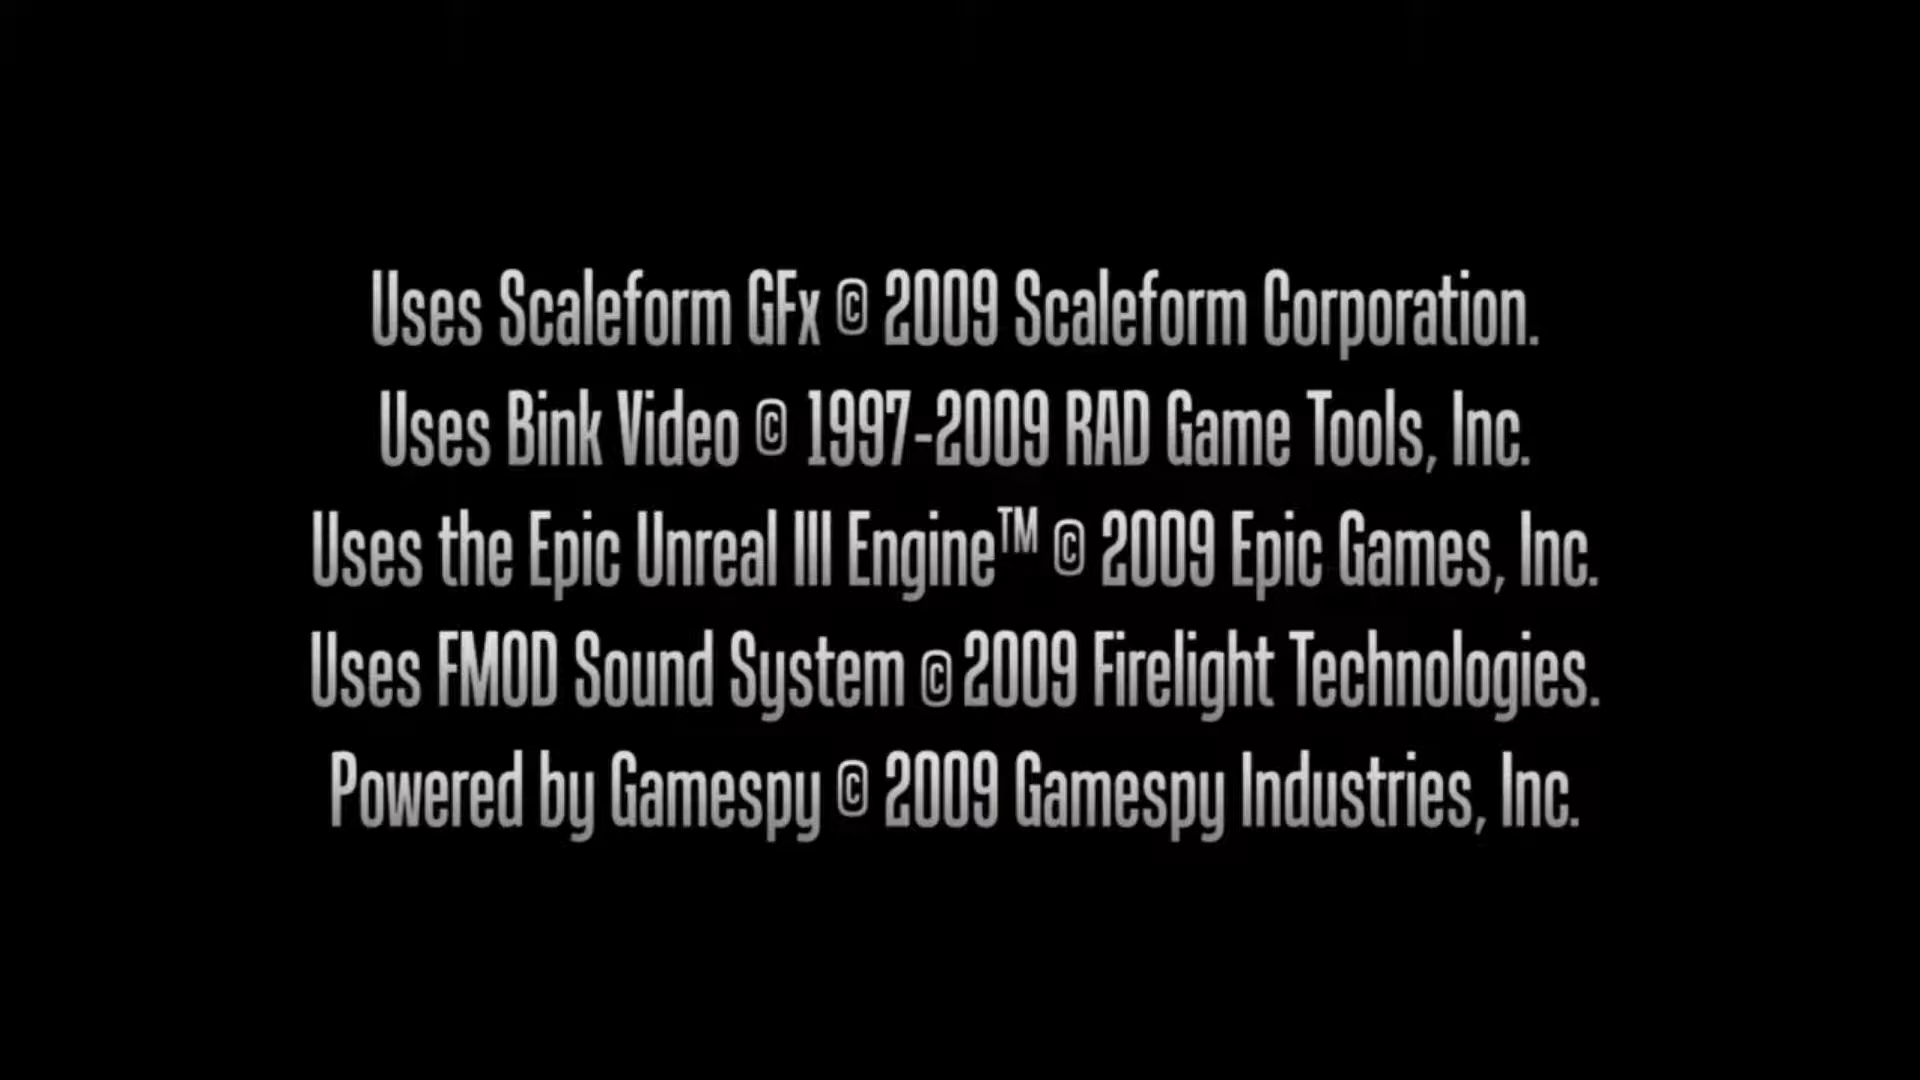 Uses Scaleform GFx © 2009 Scaleform Corporation.
Uses Bink Video © 1997-2009 RAD Game Tools, Inc.
Uses the Epic Unreal III Engine™ © 2009 Epic Games, Inc.
Uses FMOD Sound System © 2009 Firelight Technologies.
Powered by Gamespy © 2009 Gamespy Industries, Inc.